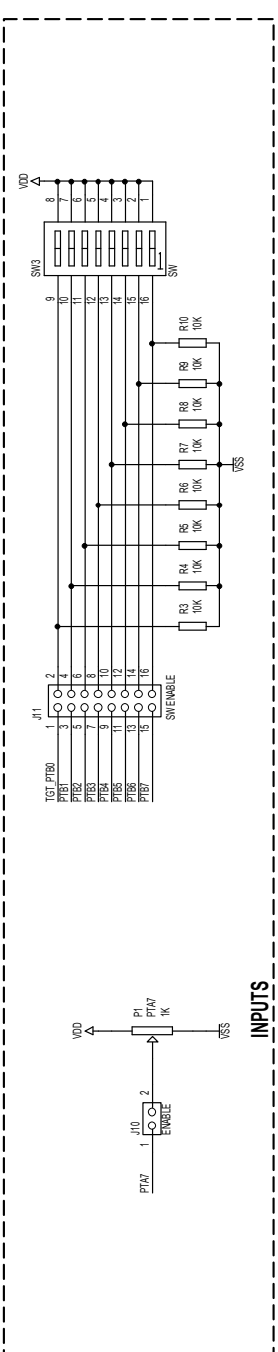 PTA7
1
J10
2
ENABLE
VDD
P1
PTA7
1K
VSS
INPUTS
TGT_PTB0
PTB1
PTB2
PTB3
PTB4
PTB5
PTB6
PTB7
J11
1 2
3 4
5 6
7 8
9 10
11 12
13 14
15 16
SW ENABLE
R3
10K
R4
10K
R5
10K
R6
10K
R7
10K
R8
10K
R9
10K
R10
10K
VSS
SW3
9 8
10 7
11 6
12 5
13 4
14 3
15 2
16 1
1
SW
VDD